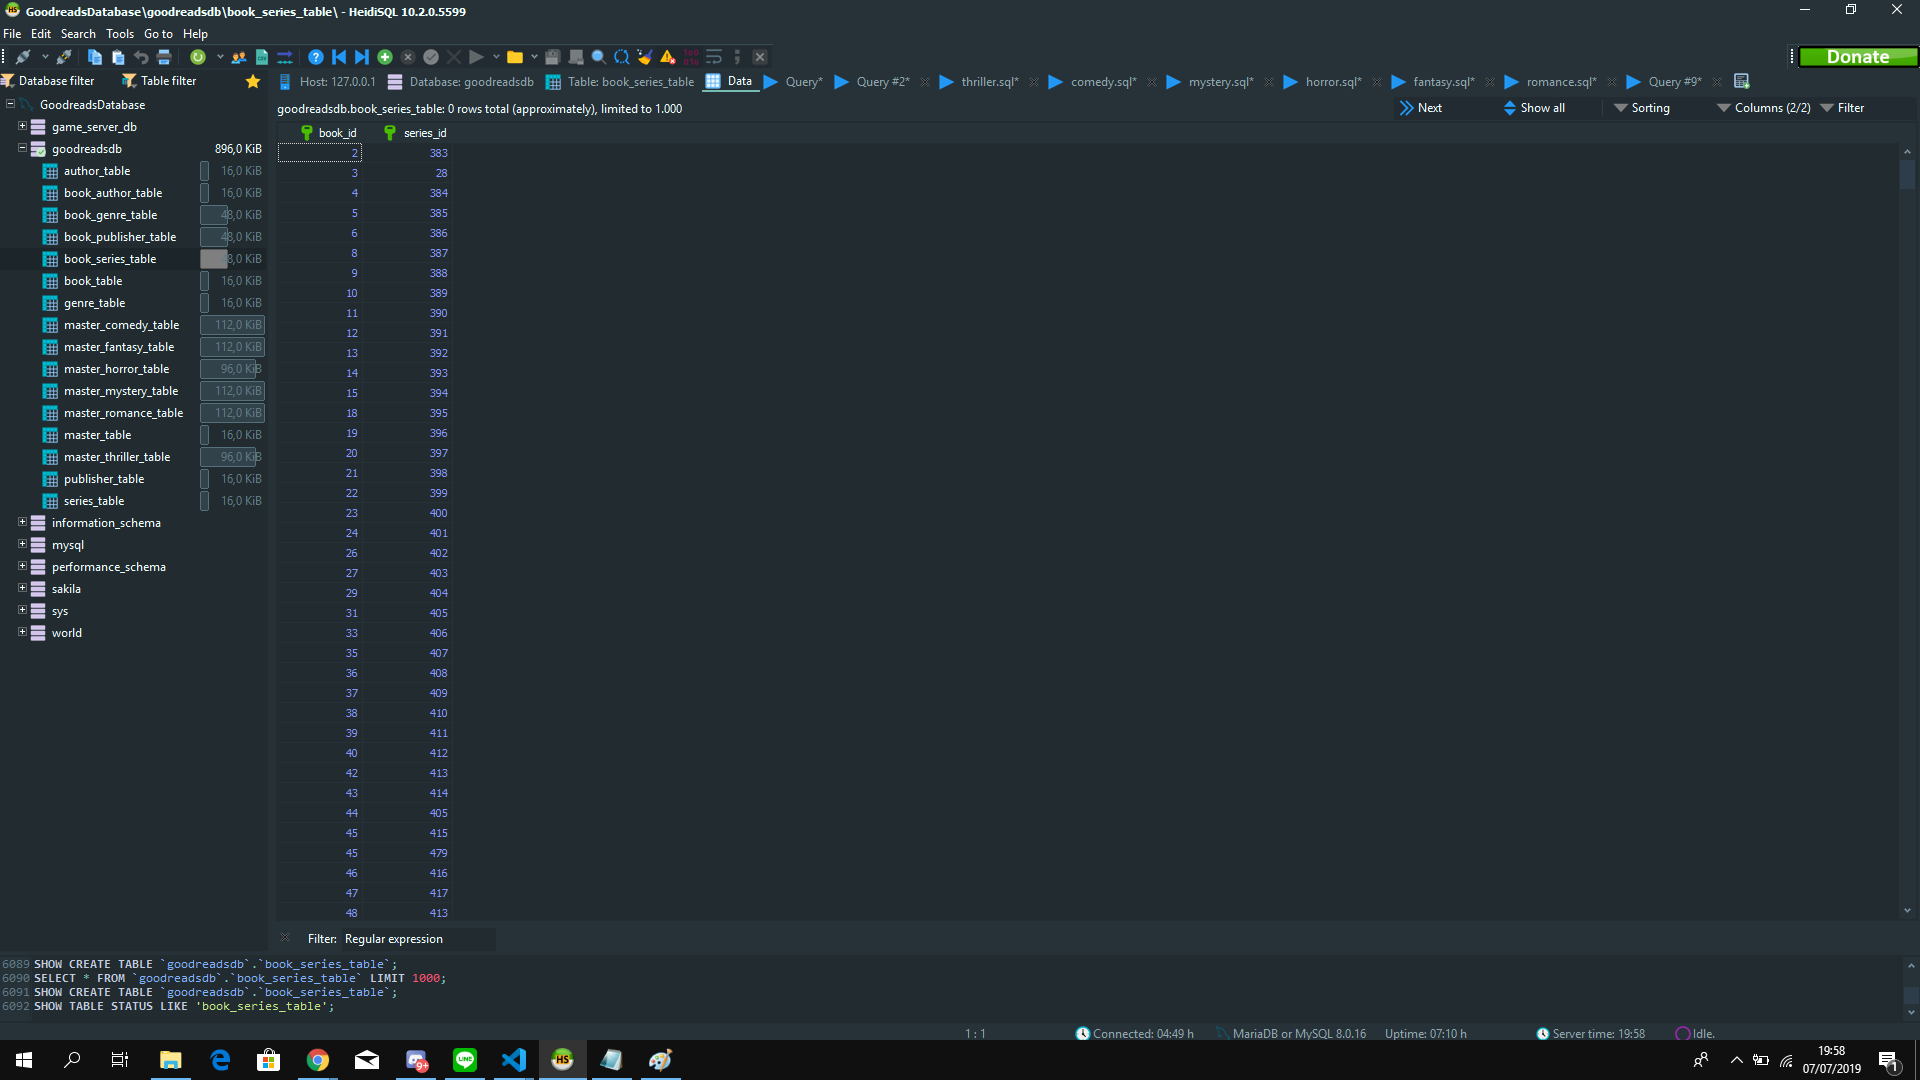 GoodreadsDatabase\goodreadsdb\book_series_table\ - HeidiSQL 10.2.0.5599
File Edit Search Tools Go to Help
Donate
Database filter Table filter
Host: 127.0.0.1 Database: goodreadsdb Table: book_series_table Data Query* Query #2* thriller.sql* comedy.sql* mystery.sql* horror.sql* fantasy.sql* romance.sql* Query #9*
goodreadsdb.book_series_table: 0 rows total (approximately), limited to 1.000
Next Show all Sorting Columns (2/2) Filter
GoodreadsDatabase
game_server_db
goodreadsdb 896,0 KiB
author_table 16,0 KiB
book_author_table 16,0 KiB
book_genre_table 48,0 KiB
book_publisher_table 48,0 KiB
book_series_table 48,0 KiB
book_table 16,0 KiB
genre_table 16,0 KiB
master_comedy_table 112,0 KiB
master_fantasy_table 112,0 KiB
master_horror_table 96,0 KiB
master_mystery_table 112,0 KiB
master_romance_table 112,0 KiB
master_table 16,0 KiB
master_thriller_table 96,0 KiB
publisher_table 16,0 KiB
series_table 16,0 KiB
information_schema
mysql
performance_schema
sakila
sys
world
book_id series_id
2 383
3 28
4 384
5 385
6 386
8 387
9 388
10 389
11 390
12 391
13 392
14 393
15 394
18 395
19 396
20 397
21 398
22 399
23 400
24 401
26 402
27 403
29 404
31 405
33 406
35 407
36 408
37 409
38 410
39 411
40 412
42 413
43 414
44 405
45 415
45 479
46 416
47 417
48 413
Filter: Regular expression
6089 SHOW CREATE TABLE `goodreadsdb`.`book_series_table`;
6090 SELECT * FROM `goodreadsdb`.`book_series_table` LIMIT 1000;
6091 SHOW CREATE TABLE `goodreadsdb`.`book_series_table`;
6092 SHOW TABLE STATUS LIKE 'book_series_table';
1 : 1 Connected: 04:49 h MariaDB or MySQL 8.0.16 Uptime: 07:10 h Server time: 19:58 Idle.
19:58
07/07/2019